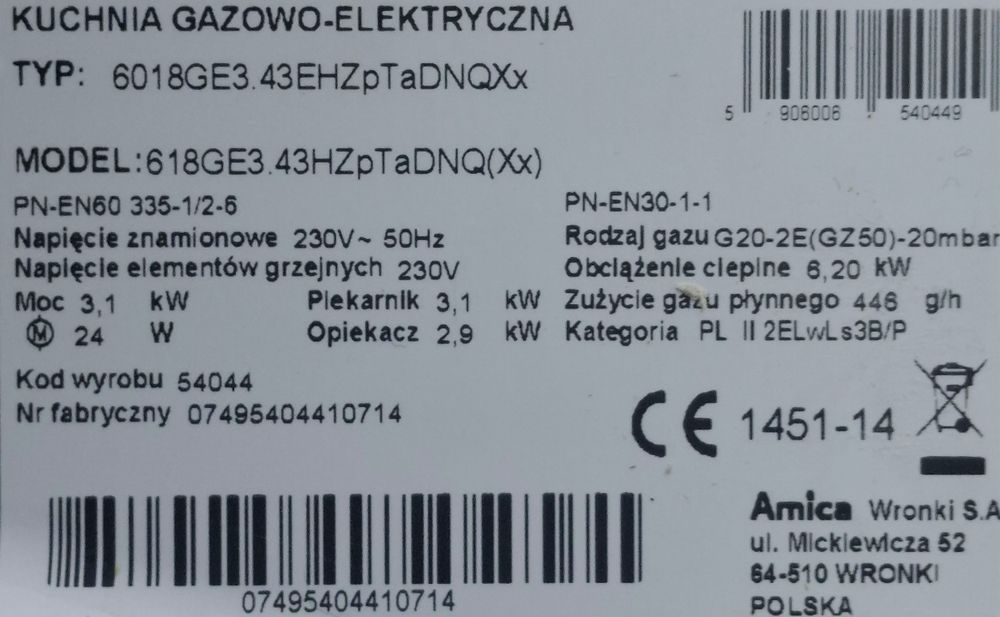 KUCHNIA GAZOWO-ELEKTRYCZNA
TYP: 6018GE3.43EHZpTaDNQXx
5 906006 540449
MODEL:618GE3.43HZpTaDNQ(Xx)
PN-EN60 335-1/2-6
Napięcie znamionowe 230V~ 50Hz
Napięcie elementów grzejnych 230V
Moc 3,1 kW Piekarnik 3,1 kW
M 24 W Opiekacz 2,9 kW
PN-EN30-1-1
Rodzaj gazu G20-2E(GZ50)-20mbar
Obciążenie cieplne 6,20 kW
Zużycie gazu płynnego 446 g/h
Kategoria PL II 2ELwLs3B/P
Kod wyrobu 54044
Nr fabryczny 07495404410714
CE 1451-14
07495404410714
Amica Wronki S.A
ul. Mickiewicza 52
64-510 WRONKI
POLSKA